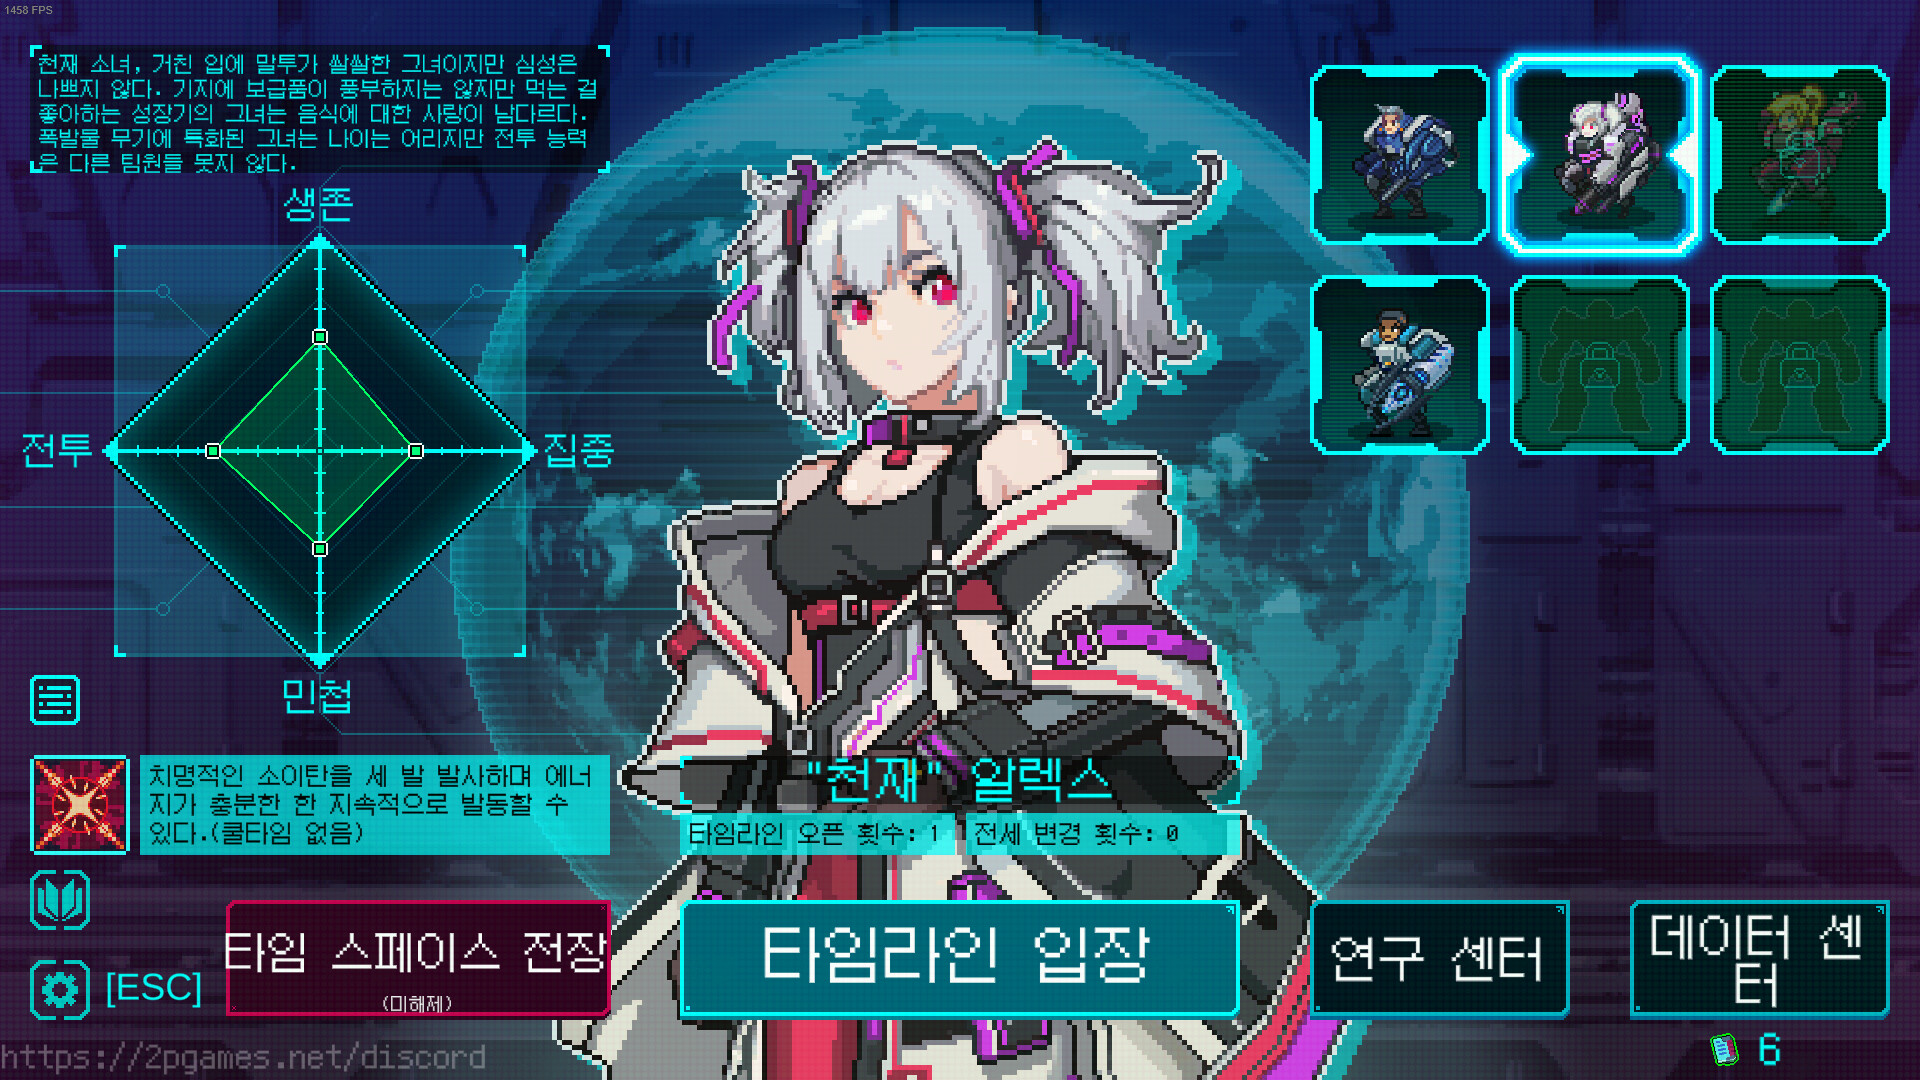 1458 FPS
천재 소녀, 거친 입에 말투가 쌀쌀한 그녀이지만 심성은
나쁘지 않다. 기지에 보급품이 풍부하지는 않지만 먹는 걸
좋아하는 성장기의 그녀는 음식에 대한 사랑이 남다르다.
폭발물 무기에 특화된 그녀는 나이는 어리지만 전투 능력
은 다른 팀원들 못지 않다.
생존
전투
집중
민첩
치명적인 소이탄을 세 발 발사하며 에너
지가 충분한 한 지속적으로 발동할 수
있다.(쿨타임 없음)
"천재" 알렉스
타임라인 오픈 횟수: 1 전세 변경 횟수: 0
타임 스페이스 전장
(미해제)
타임라인 입장
연구 센터
데이터 센
터
[ESC]
6
https://2pgames.net/discord